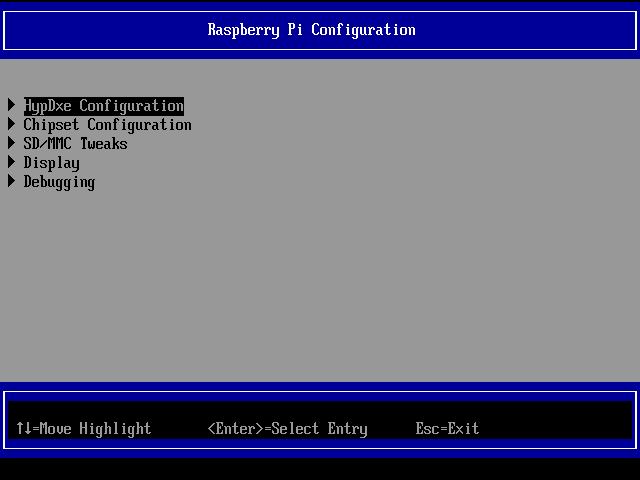 Raspberry Pi Configuration
HypDxe Configuration
Chipset Configuration
SD/MMC Tweaks
Display
Debugging
↑↓=Move Highlight <Enter>=Select Entry Esc=Exit